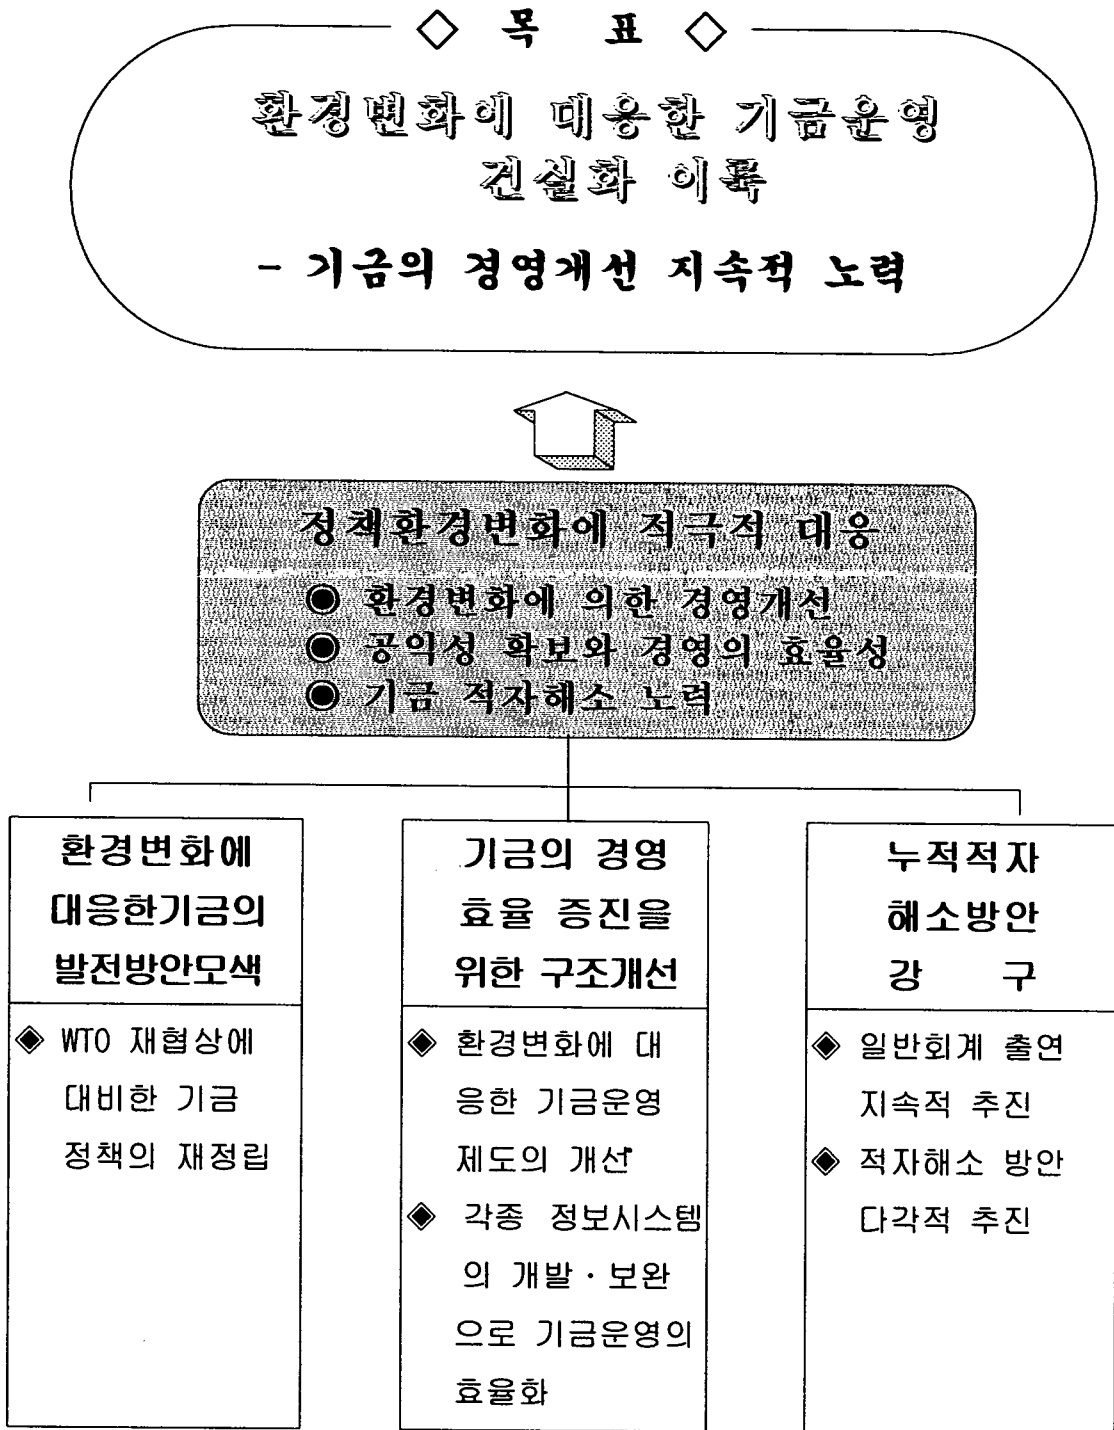 ◇ 목 표 ◇
환경변화에 대응한 기금운영
건실화 이룩
- 기금의 경영개선 지속적 노력
정책환경변화에 적극적 대응
◉ 환경변화에 의한 경영개선
◉ 공익성 확보와 경영의 효율성
◉ 기금 적자해소 노력
환경변화에
대응한기금의
발전방안모색
◈ WTO 재협상에
대비한 기금
정책의 재정립
기금의 경영
효율 증진을
위한 구조개선
◈ 환경변화에 대
응한 기금운영
제도의 개선
◈ 각종 정보시스템
의 개발·보완
으로 기금운영의
효율화
누적적자
해소방안
강 구
◈ 일반회계 출연
지속적 추진
◈ 적자해소 방안
다각적 추진